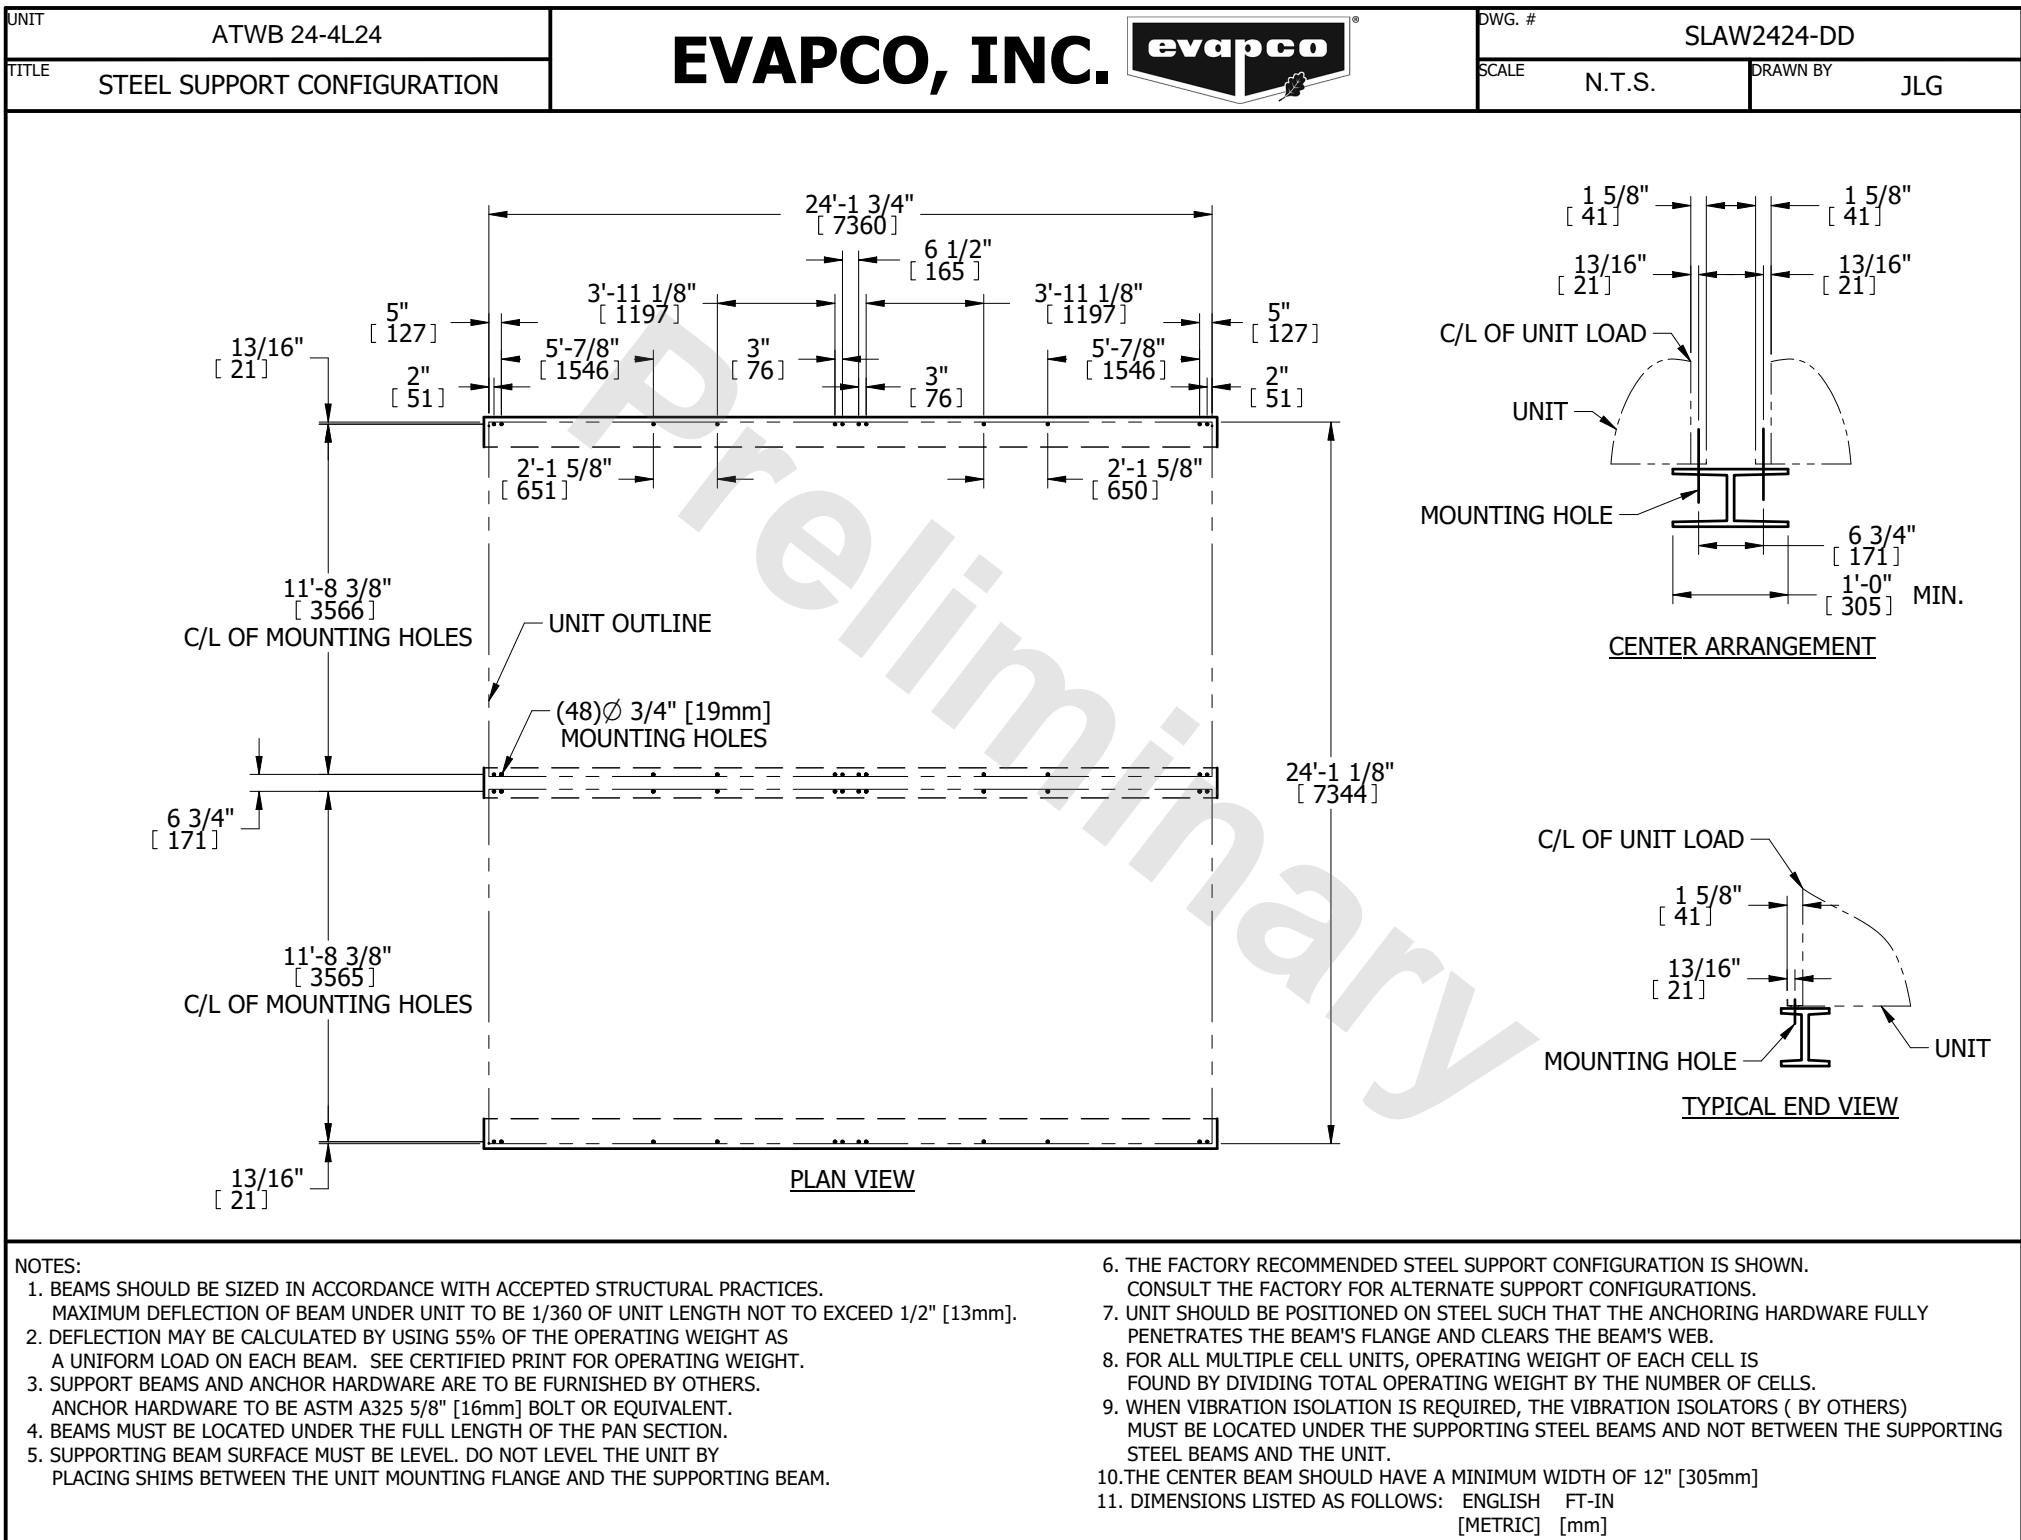 UNIT
ATWB 24-4L24
TITLE
STEEL SUPPORT CONFIGURATION
EVAPCO, INC.
evapco
®
DWG. #
SLAW2424-DD
SCALE
N.T.S.
DRAWN BY
JLG
24'-1 3/4"
[ 7360 ]
6 1/2"
[ 165 ]
3'-11 1/8"
[ 1197 ]
3'-11 1/8"
[ 1197 ]
5"
[ 127 ]
5"
[ 127 ]
13/16"
[ 21 ]
5'-7/8"
[ 1546 ]
3"
[ 76 ]
5'-7/8"
[ 1546 ]
2"
[ 51 ]
3"
[ 76 ]
2"
[ 51 ]
2'-1 5/8"
[ 651 ]
2'-1 5/8"
[ 650 ]
11'-8 3/8"
[ 3566 ]
C/L OF MOUNTING HOLES
UNIT OUTLINE
(48)Ø 3/4" [19mm]
MOUNTING HOLES
6 3/4"
[ 171 ]
24'-1 1/8"
[ 7344 ]
11'-8 3/8"
[ 3565 ]
C/L OF MOUNTING HOLES
13/16"
[ 21 ]
PLAN VIEW
Preliminary
1 5/8"
[ 41 ]
1 5/8"
[ 41 ]
13/16"
[ 21 ]
13/16"
[ 21 ]
C/L OF UNIT LOAD
UNIT
MOUNTING HOLE
6 3/4"
[ 171 ]
1'-0"
[ 305 ] MIN.
CENTER ARRANGEMENT
C/L OF UNIT LOAD
1 5/8"
[ 41 ]
13/16"
[ 21 ]
MOUNTING HOLE
UNIT
TYPICAL END VIEW
NOTES:
1. BEAMS SHOULD BE SIZED IN ACCORDANCE WITH ACCEPTED STRUCTURAL PRACTICES.
MAXIMUM DEFLECTION OF BEAM UNDER UNIT TO BE 1/360 OF UNIT LENGTH NOT TO EXCEED 1/2" [13mm].
2. DEFLECTION MAY BE CALCULATED BY USING 55% OF THE OPERATING WEIGHT AS
A UNIFORM LOAD ON EACH BEAM. SEE CERTIFIED PRINT FOR OPERATING WEIGHT.
3. SUPPORT BEAMS AND ANCHOR HARDWARE ARE TO BE FURNISHED BY OTHERS.
ANCHOR HARDWARE TO BE ASTM A325 5/8" [16mm] BOLT OR EQUIVALENT.
4. BEAMS MUST BE LOCATED UNDER THE FULL LENGTH OF THE PAN SECTION.
5. SUPPORTING BEAM SURFACE MUST BE LEVEL. DO NOT LEVEL THE UNIT BY
PLACING SHIMS BETWEEN THE UNIT MOUNTING FLANGE AND THE SUPPORTING BEAM.
6. THE FACTORY RECOMMENDED STEEL SUPPORT CONFIGURATION IS SHOWN.
CONSULT THE FACTORY FOR ALTERNATE SUPPORT CONFIGURATIONS.
7. UNIT SHOULD BE POSITIONED ON STEEL SUCH THAT THE ANCHORING HARDWARE FULLY
PENETRATES THE BEAM'S FLANGE AND CLEARS THE BEAM'S WEB.
8. FOR ALL MULTIPLE CELL UNITS, OPERATING WEIGHT OF EACH CELL IS
FOUND BY DIVIDING TOTAL OPERATING WEIGHT BY THE NUMBER OF CELLS.
9. WHEN VIBRATION ISOLATION IS REQUIRED, THE VIBRATION ISOLATORS ( BY OTHERS)
MUST BE LOCATED UNDER THE SUPPORTING STEEL BEAMS AND NOT BETWEEN THE SUPPORTING
STEEL BEAMS AND THE UNIT.
10.THE CENTER BEAM SHOULD HAVE A MINIMUM WIDTH OF 12" [305mm]
11. DIMENSIONS LISTED AS FOLLOWS: ENGLISH FT-IN
[METRIC] [mm]